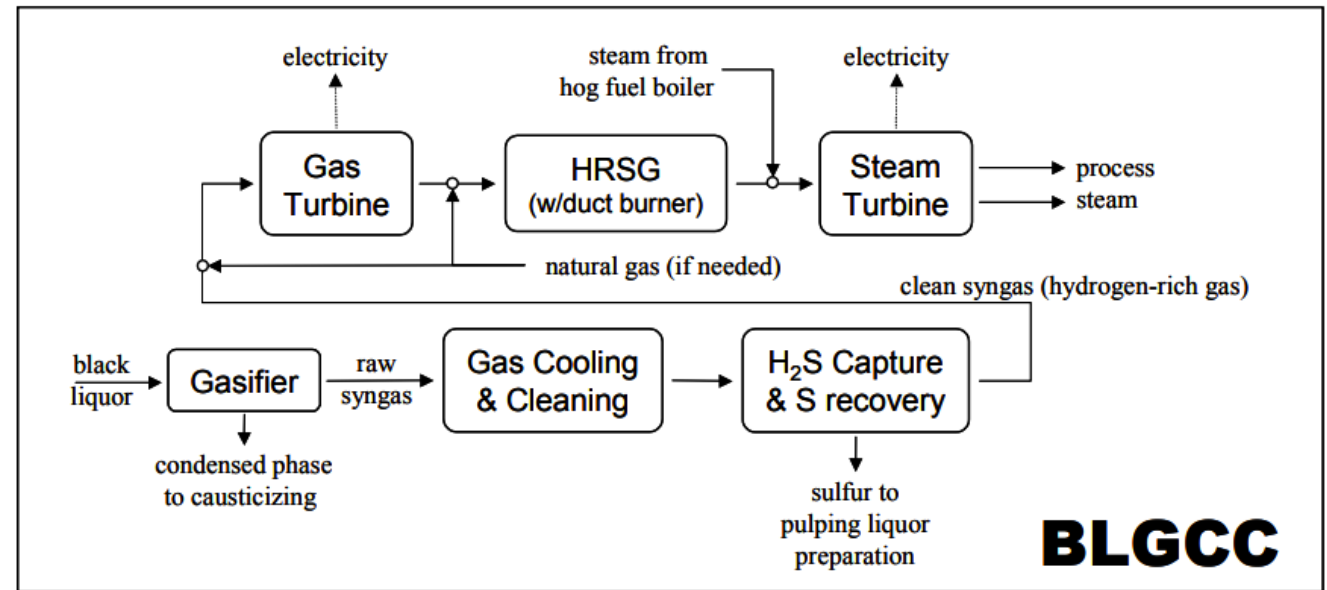 electricity
steam from
hog fuel boiler
electricity
Gas
Turbine
HRSG
(w/duct burner)
Steam
Turbine
process
steam
natural gas (if needed)
clean syngas (hydrogen-rich gas)
black
liquor
Gasifier
raw
syngas
Gas Cooling
& Cleaning
H₂S Capture
& S recovery
condensed phase
to causticizing
sulfur to
pulping liquor
preparation
BLGCC